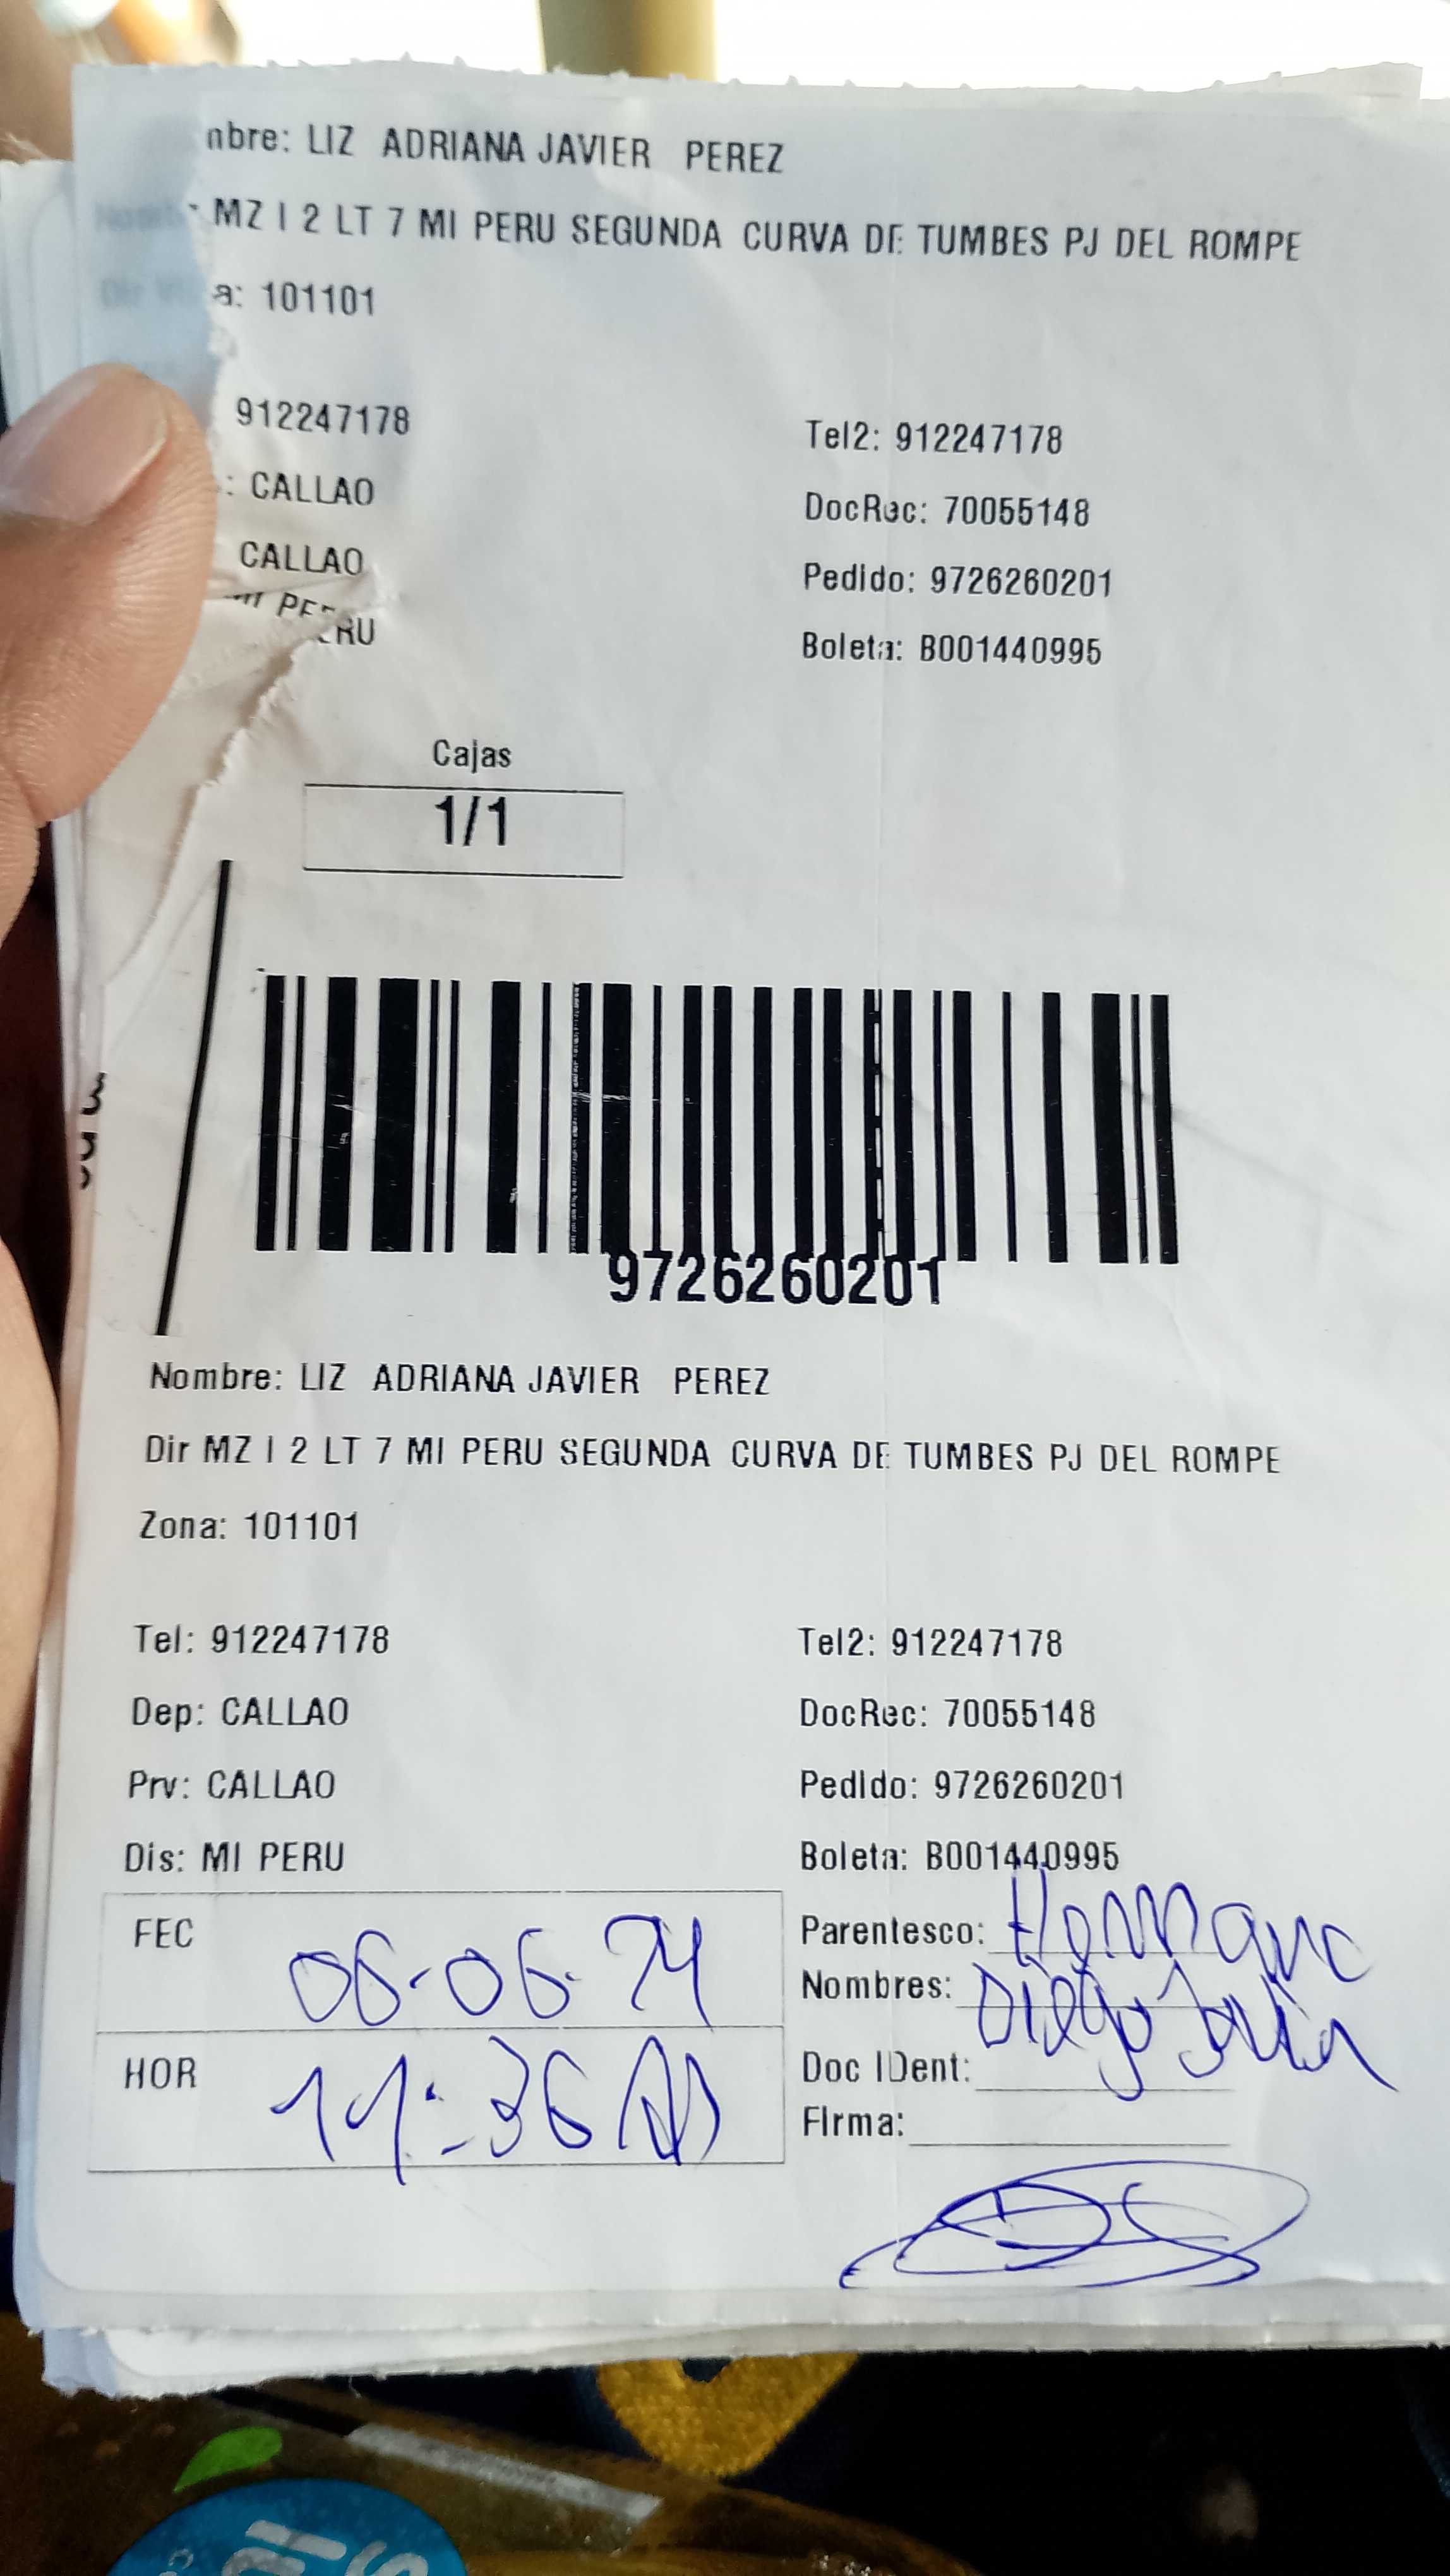 nbre: LIZ ADRIANA JAVIER PEREZ
MZ I 2 LT 7 MI PERU SEGUNDA CURVA DE TUMBES PJ DEL ROMPE
a: 101101
912247178 Tel2: 912247178
: CALLAO DocRec: 70055148
CALLAO Pedido: 9726260201
Boleta: B001440995
Cajas
1/1
9726260201
Nombre: LIZ ADRIANA JAVIER PEREZ
Dir MZ I 2 LT 7 MI PERU SEGUNDA CURVA DE TUMBES PJ DEL ROMPE
Zona: 101101
Tel: 912247178 Tel2: 912247178
Dep: CALLAO DocRec: 70055148
Prv: CALLAO Pedido: 9726260201
Dis: MI PERU Boleta: B001440995
FEC 06-06-24 Parentesco: Hermano
Nombres: Diego
HOR 11:36 Doc IDent:
Firma: